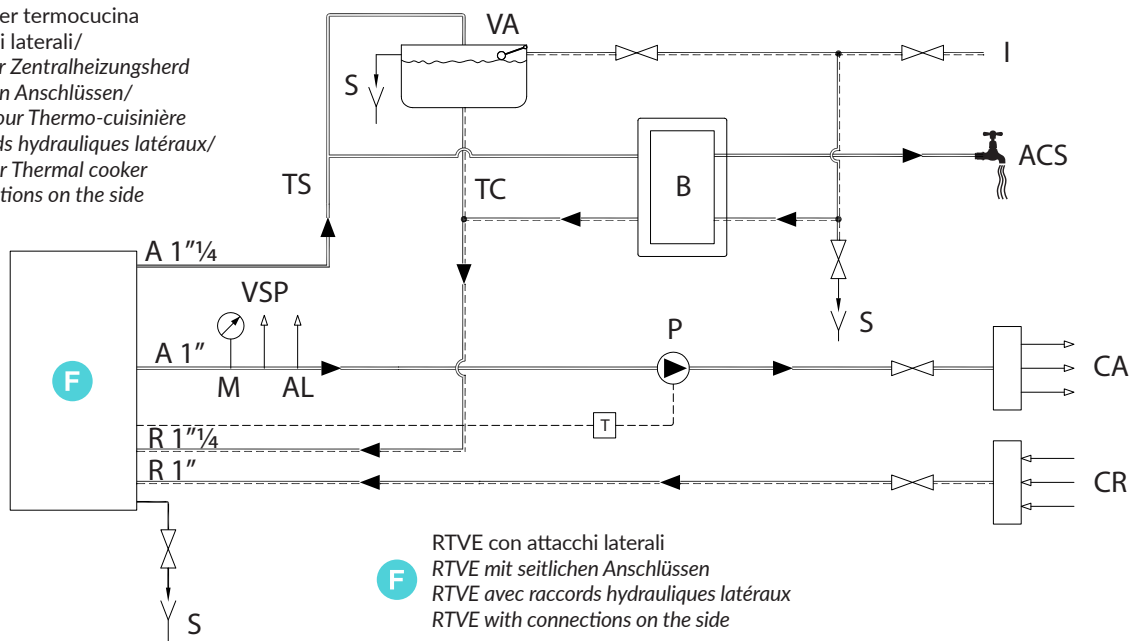 er termocucina
i laterali/
r Zentralheizungsherd
n Anschlüssen/
our Thermo-cuisinière
ds hydrauliques latéraux/
r Thermal cooker
tions on the side
VA
I
S
TS
TC
B
ACS
A 1"¼
VSP
S
P
A 1"
F
M
AL
CA
T
R 1"¼
R 1"
CR
S
F
RTVE con attacchi laterali
RTVE mit seitlichen Anschlüssen
RTVE avec raccords hydrauliques latéraux
RTVE with connections on the side